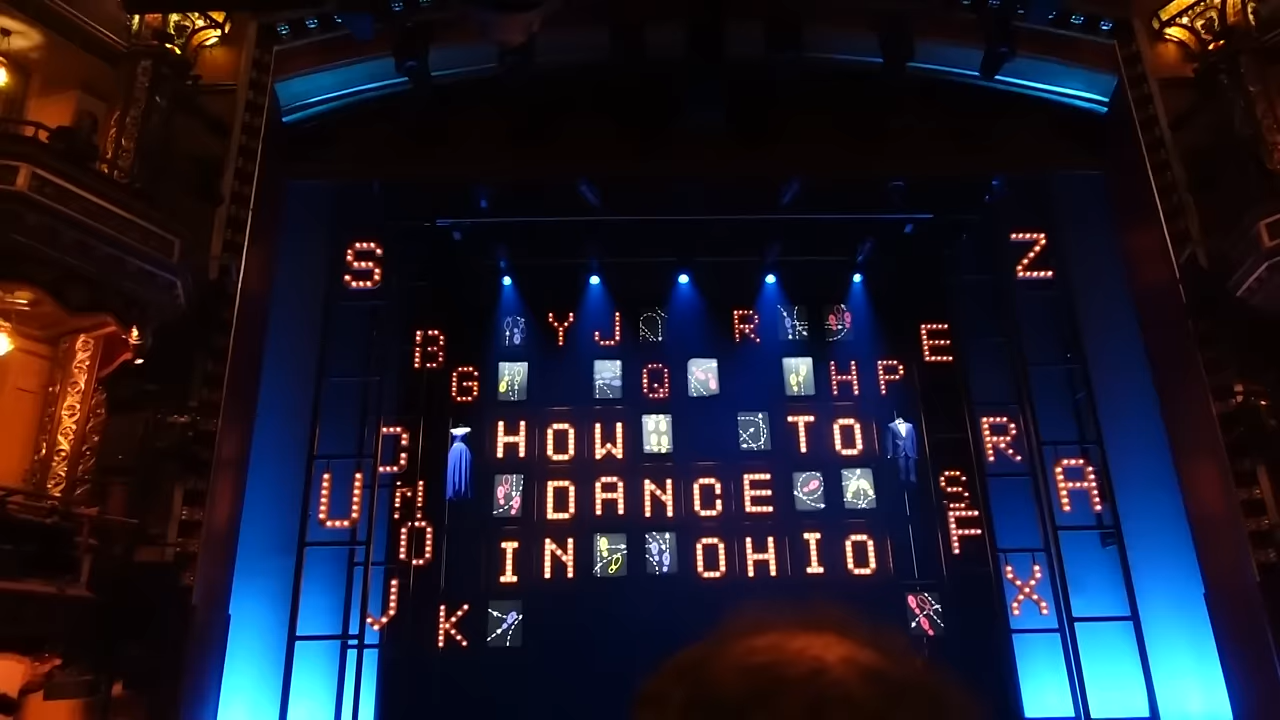 S Z
Y J R
B E
G Q H P
HOW TO
D R
DANCE
U N S A
O F
IN OHIO
J X
K